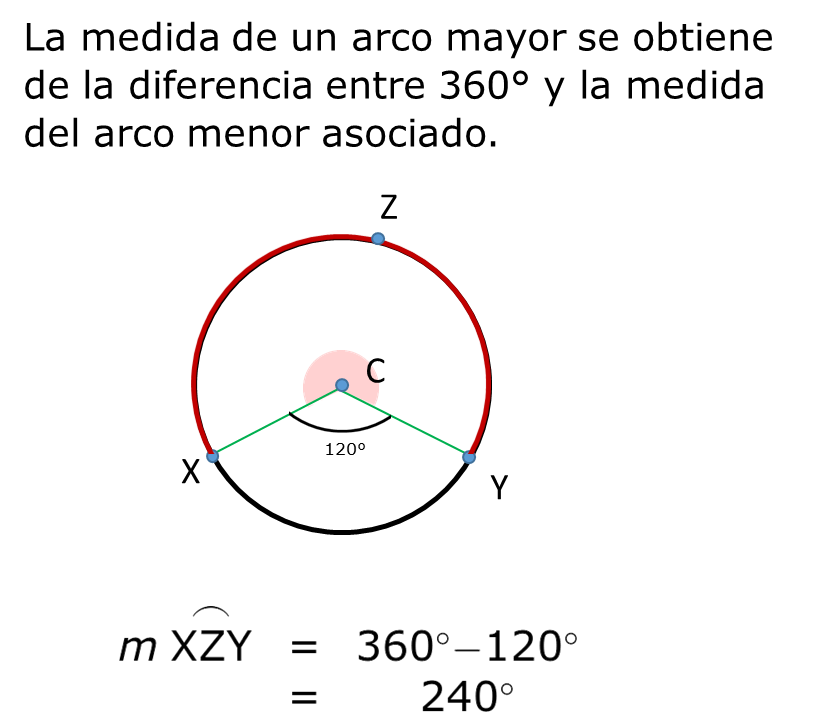 La medida de un arco mayor se obtiene
de la diferencia entre 360° y la medida
del arco menor asociado.
Z
C
120º
X
Y
m XZY = 360°–120°
= 240°